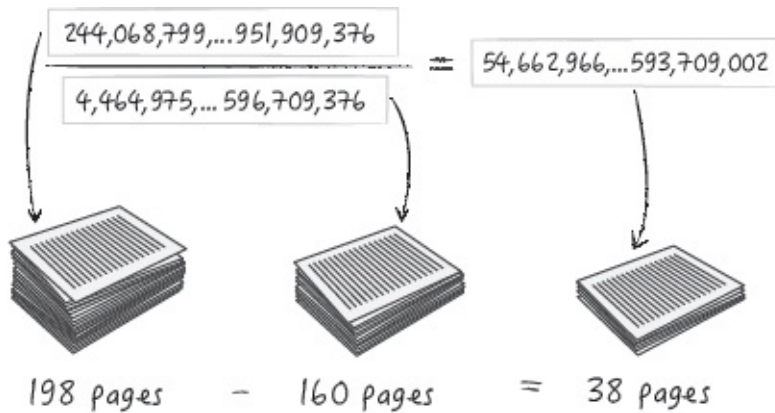 244,068,799,...951,909,376
= 54,662,966,...593,709,002
4,464,975,... 596,709,376
198 pages - 160 pages = 38 pages